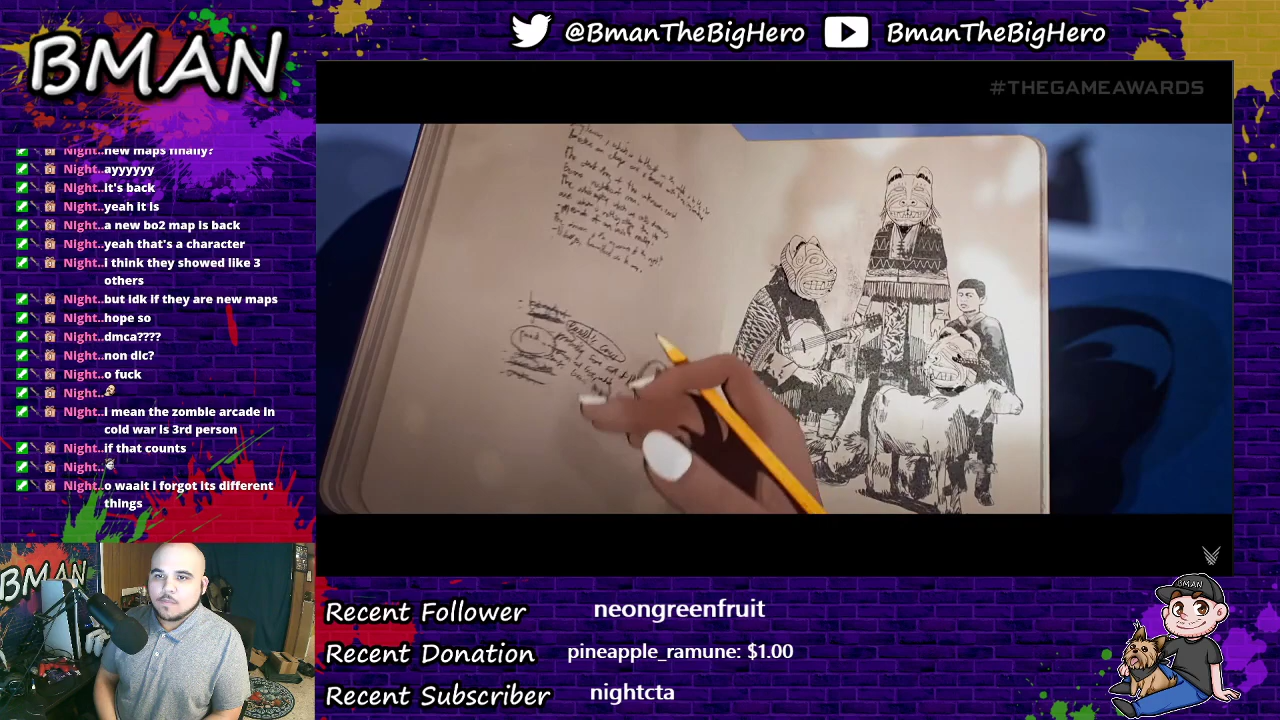 BMAN
@BmanTheBigHero
BmanTheBigHero
#THEGAMEAWARDS
Night..new maps finally?
Night..ayyyyyy
Night..it's back
Night..yeah it is
Night..a new bo2 map is back
Night..yeah that's a character
Night..i think they showed like 3
others
Night..but idk if they are new maps
Night..hope so
Night..dmca????
Night..non dlc?
Night..o fuck
Night..
Night..i mean the zombie arcade in
cold war is 3rd person
Night..if that counts
Night..
Night..o waait i forgot its different
things
BMAN
Recent Follower
neongreenfruit
Recent Donation
pineapple_ramune: $1.00
Recent Subscriber
nightcta
BMAN